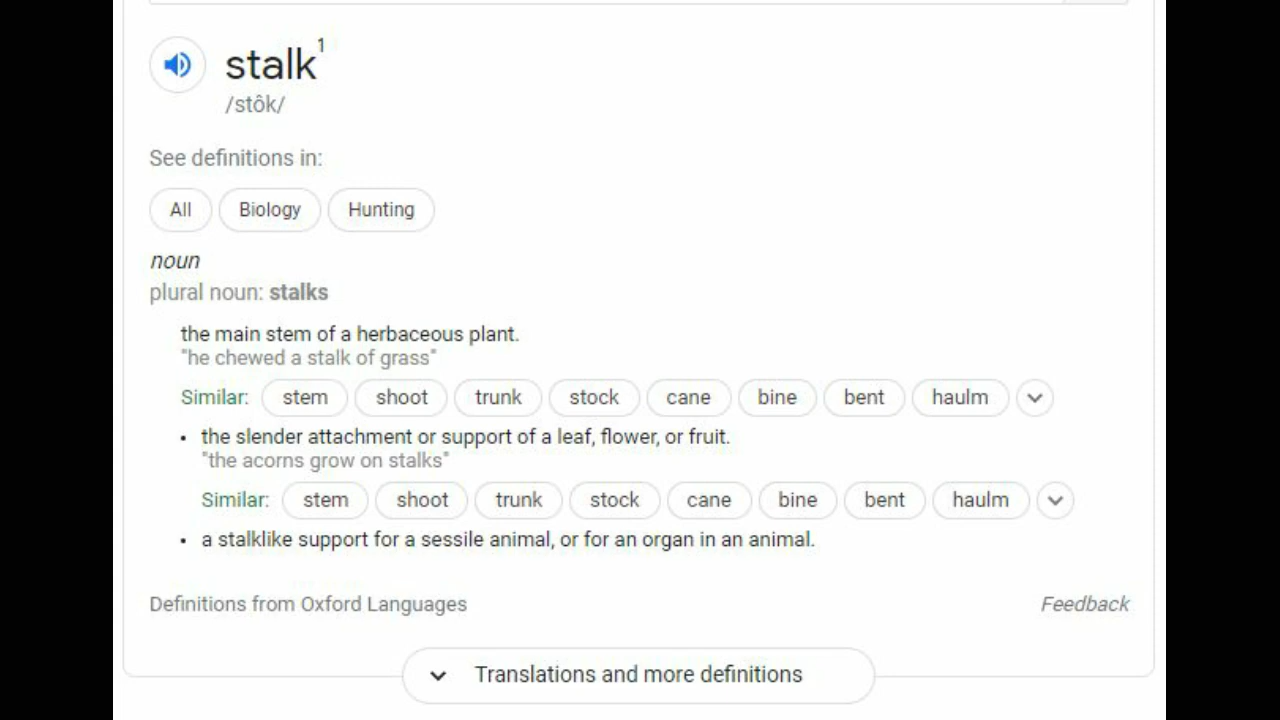 stalk¹
/stôk/
See definitions in:
All Biology Hunting
noun
plural noun: stalks
the main stem of a herbaceous plant.
"he chewed a stalk of grass"
Similar: stem shoot trunk stock cane bine bent haulm
• the slender attachment or support of a leaf, flower, or fruit.
"the acorns grow on stalks"
Similar: stem shoot trunk stock cane bine bent haulm
• a stalklike support for a sessile animal, or for an organ in an animal.
Definitions from Oxford Languages Feedback
Translations and more definitions